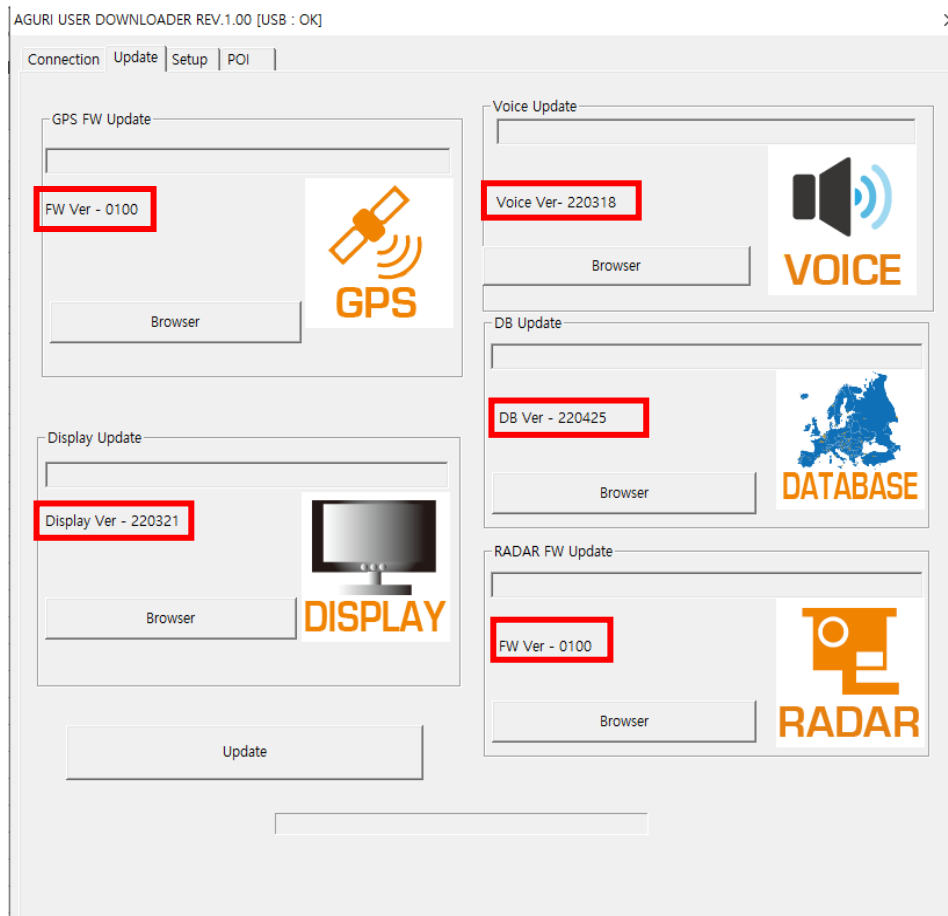 AGURI USER DOWNLOADER REV.1.00 [USB : OK]
Connection Update Setup POI
GPS FW Update
FW Ver - 0100
GPS
Browser
Display Update
Display Ver - 220321
Browser
DISPLAY
Update
Voice Update
Voice Ver- 220318
Browser
VOICE
DB Update
DB Ver - 220425
Browser
DATABASE
RADAR FW Update
FW Ver - 0100
Browser
RADAR